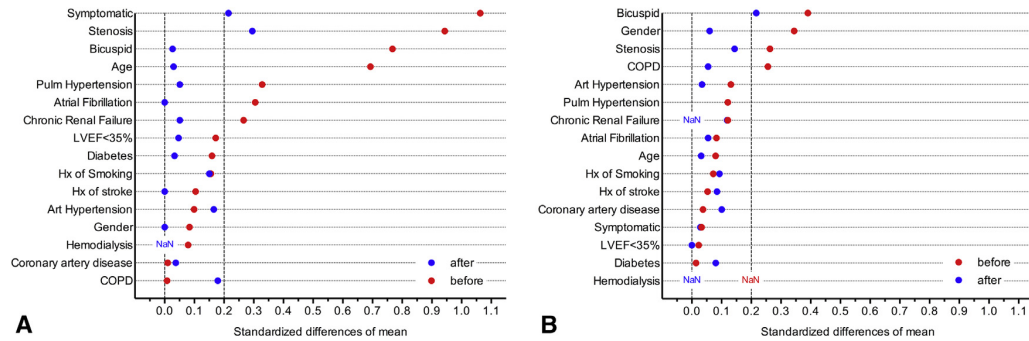 Symptomatic
Stenosis
Bicuspid
Age
Pulm Hypertension
Atrial Fibrillation
Chronic Renal Failure
LVEF<35%
Diabetes
Hx of Smoking
Hx of stroke
Art Hypertension
Gender
Hemodialysis NaN
Coronary artery disease after
COPD before
0.0 0.1 0.2 0.3 0.4 0.5 0.6 0.7 0.8 0.9 1.0 1.1
A Standardized differences of mean
Bicuspid
Gender
Stenosis
COPD
Art Hypertension
Pulm Hypertension
Chronic Renal Failure NaN
Atrial Fibrillation
Age
Hx of Smoking
Hx of stroke
Coronary artery disease
Symptomatic
LVEF<35%
Diabetes before
Hemodialysis NaN NaN after
0.0 0.1 0.2 0.3 0.4 0.5 0.6 0.7 0.8 0.9 1.0 1.1
B Standardized differences of mean